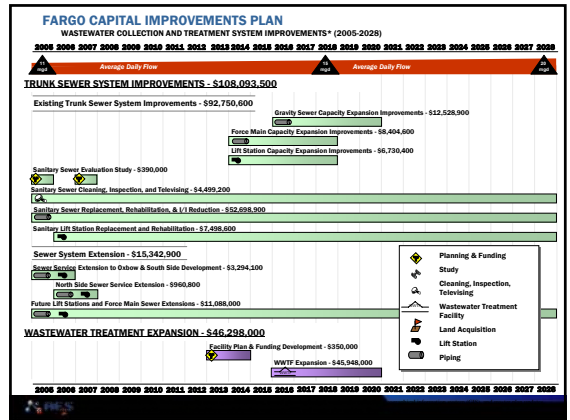 FARGO CAPITAL IMPROVEMENTS PLAN
WASTEWATER COLLECTION AND TREATMENT SYSTEM IMPROVEMENTS* (2005-2028)
2005 2006 2007 2008 2009 2010 2011 2012 2013 2014 2015 2016 2017 2018 2019 2020 2021 2022 2023 2024 2025 2026 2027 2028
11 mgd Average Daily Flow 15 mgd Average Daily Flow 20 mgd
TRUNK SEWER SYSTEM IMPROVEMENTS - $108,093,500
Existing Trunk Sewer System Improvements - $92,750,600
Gravity Sewer Capacity Expansion Improvements - $12,528,900
Force Main Capacity Expansion Improvements - $8,404,600
Lift Station Capacity Expansion Improvements - $6,730,400
Sanitary Sewer Evaluation Study - $390,000
Sanitary Sewer Cleaning, Inspection, and Televising - $4,499,200
Sanitary Sewer Replacement, Rehabilitation, & I/I Reduction - $52,698,900
Sanitary Lift Station Replacement and Rehabilitation - $7,498,600
Sewer System Extension - $15,342,900
Sewer Service Extension to Oxbow & South Side Development - $3,294,100
North Side Sewer Service Extension - $960,800
Future Lift Stations and Force Main Sewer Extensions - $11,088,000
Planning & Funding
Study
Cleaning, Inspection,
Televising
Wastewater Treatment
Facility
Land Acquisition
Lift Station
Piping
WASTEWATER TREATMENT EXPANSION - $46,298,000
Facility Plan & Funding Development - $350,000
WWTF Expansion - $45,948,000
2005 2006 2007 2008 2009 2010 2011 2012 2013 2014 2015 2016 2017 2018 2019 2020 2021 2022 2023 2024 2025 2026 2027 2028
AES